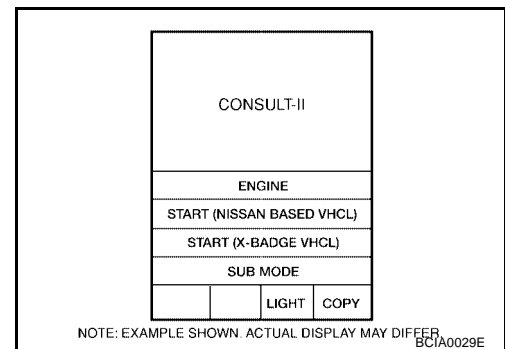 CONSULT-II
ENGINE
START (NISSAN BASED VHCL)
START (X-BADGE VHCL)
SUB MODE
LIGHT COPY
NOTE: EXAMPLE SHOWN. ACTUAL DISPLAY MAY DIFFER.
BCIA0029E